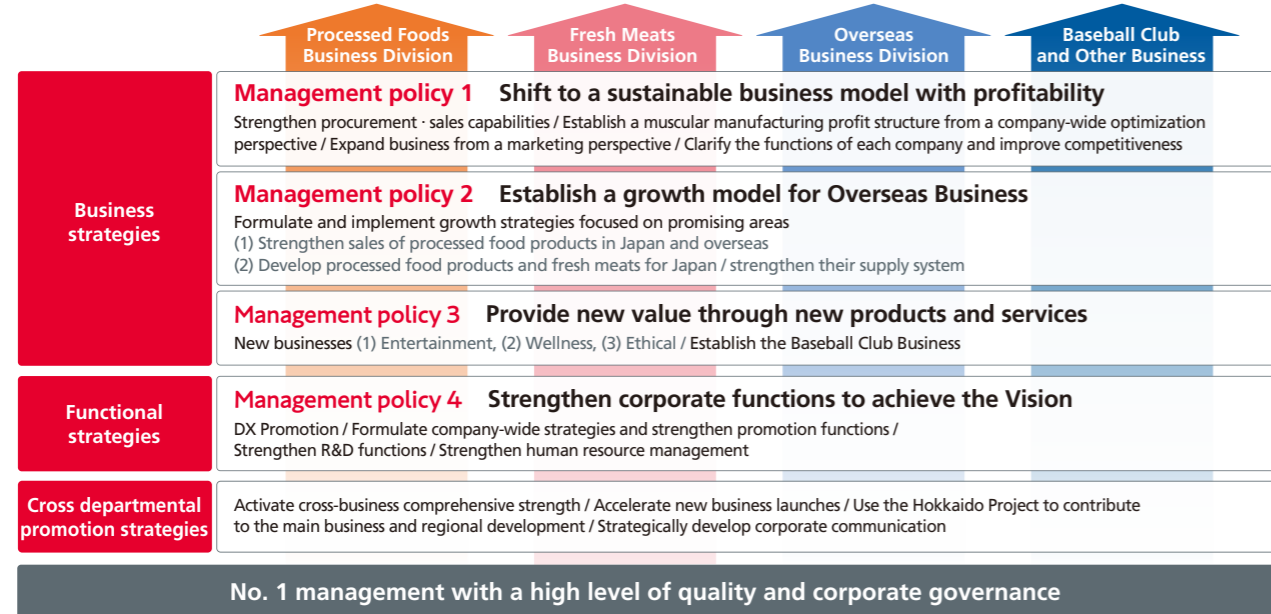 Processed Foods
Business Division
Fresh Meats
Business Division
Overseas
Business Division
Baseball Club
and Other Business
Business
strategies
Management policy 1 Shift to a sustainable business model with profitability
Strengthen procurement · sales capabilities / Establish a muscular manufacturing profit structure from a company-wide optimization
perspective / Expand business from a marketing perspective / Clarify the functions of each company and improve competitiveness
Management policy 2 Establish a growth model for Overseas Business
Formulate and implement growth strategies focused on promising areas
(1) Strengthen sales of processed food products in Japan and overseas
(2) Develop processed food products and fresh meats for Japan / strengthen their supply system
Management policy 3 Provide new value through new products and services
New businesses (1) Entertainment, (2) Wellness, (3) Ethical / Establish the Baseball Club Business
Functional
strategies
Management policy 4 Strengthen corporate functions to achieve the Vision
DX Promotion / Formulate company-wide strategies and strengthen promotion functions /
Strengthen R&D functions / Strengthen human resource management
Cross departmental
promotion strategies
Activate cross-business comprehensive strength / Accelerate new business launches / Use the Hokkaido Project to contribute
to the main business and regional development / Strategically develop corporate communication
No. 1 management with a high level of quality and corporate governance